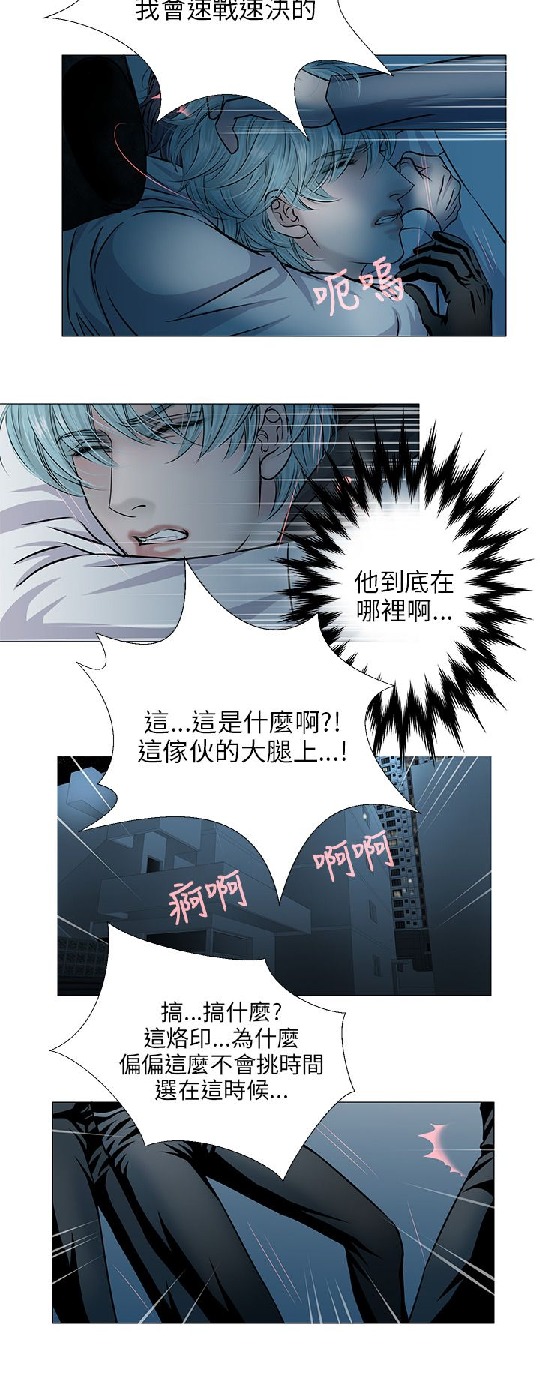 我會速戰速決的
呃嗚
他到底在
哪裡啊...
這...這是什麼啊?!
這傢伙的大腿上...!
啊啊
痾啊
搞...搞什麼?
這烙印...為什麼
偏偏這麼不會挑時間
選在這時候...